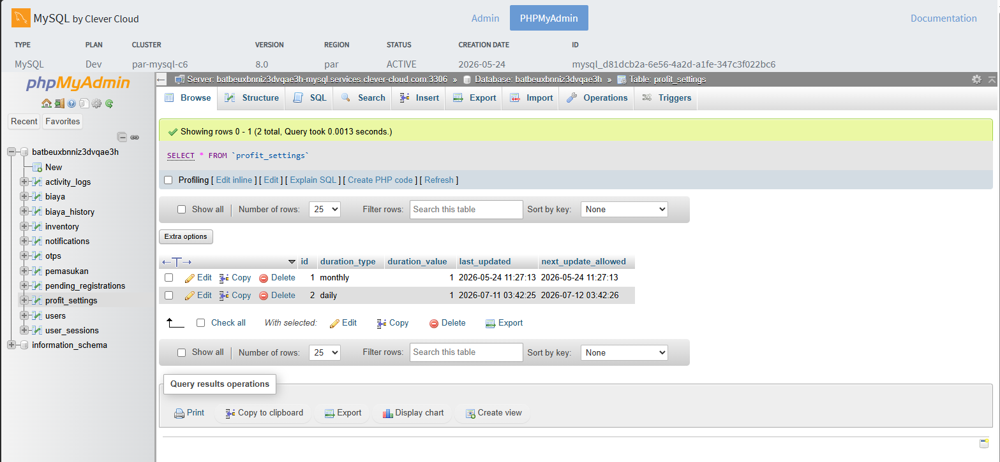 MySQL by Clever Cloud
Admin PHPMyAdmin Documentation
TYPE PLAN CLUSTER VERSION REGION STATUS CREATION DATE ID
MySQL Dev par-mysql-c6 8.0 par ACTIVE 2026-05-24 mysql_d81dcb2a-6e56-4a2d-a1fe-347c3f022bc6
phpMyAdmin
Recent Favorites
batbeuxbnniz3dvqae3h
New
activity_logs
biaya
biaya_history
inventory
notifications
otps
pemasukan
pending_registrations
profit_settings
users
user_sessions
information_schema
Server: batbeuxbnniz3dvqae3h-mysql.services.clever-cloud.com:3306 » Database: batbeuxbnniz3dvqae3h » Table: profit_settings
Browse Structure SQL Search Insert Export Import Operations Triggers
Showing rows 0 - 1 (2 total, Query took 0.0013 seconds.)
SELECT * FROM `profit_settings`
Profiling [ Edit inline ] [ Edit ] [ Explain SQL ] [ Create PHP code ] [ Refresh ]
Show all | Number of rows: 25 Filter rows: Search this table Sort by key: None
Extra options
←T→ id duration_type duration_value last_updated next_update_allowed
Edit Copy Delete 1 monthly 1 2026-05-24 11:27:13 2026-05-24 11:27:13
Edit Copy Delete 2 daily 1 2026-07-11 03:42:25 2026-07-12 03:42:26
Check all With selected: Edit Copy Delete Export
Show all | Number of rows: 25 Filter rows: Search this table Sort by key: None
Query results operations
Print Copy to clipboard Export Display chart Create view